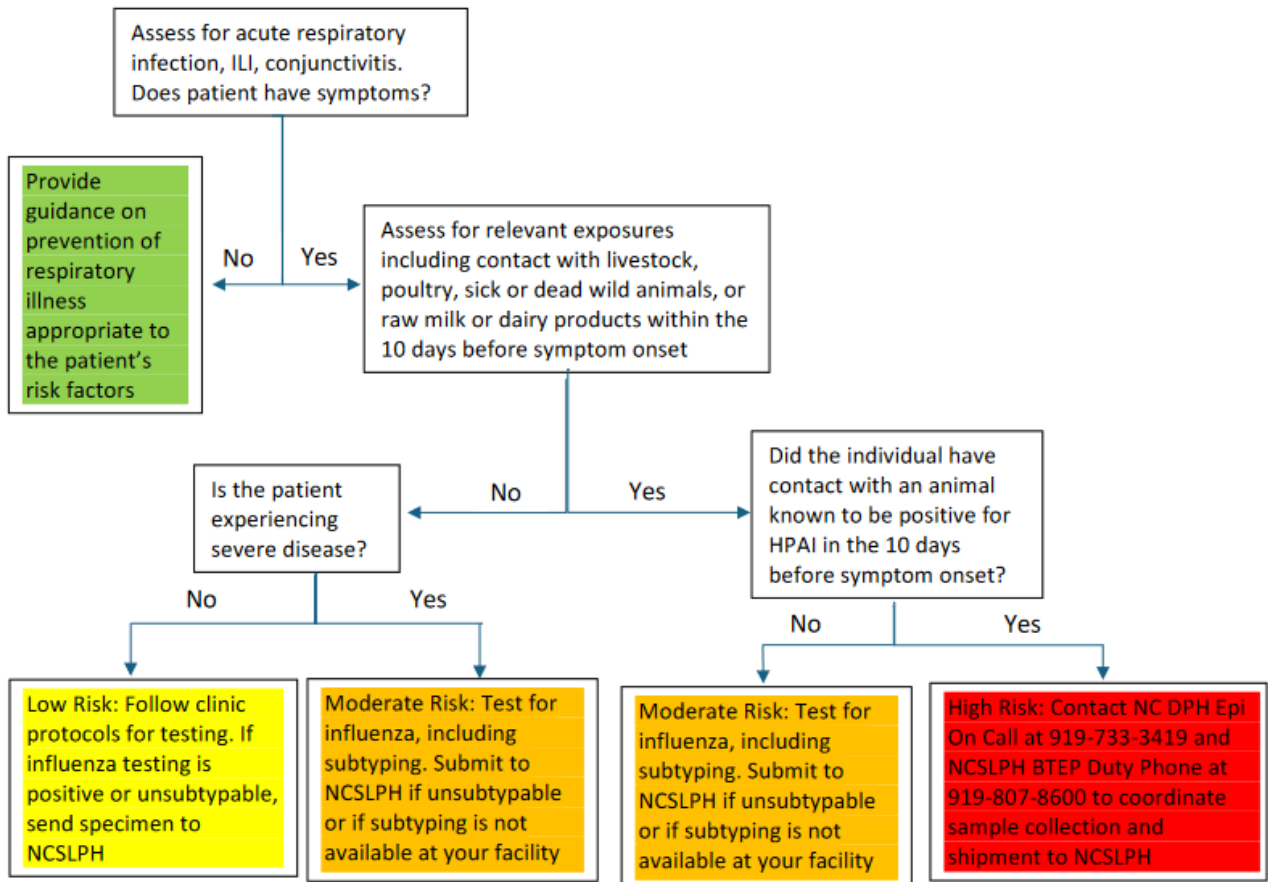 Assess for acute respiratory
infection, ILI, conjunctivitis.
Does patient have symptoms?
Provide
guidance on
prevention of
respiratory
illness
appropriate to
the patient's
risk factors
No
Yes
Assess for relevant exposures
including contact with livestock,
poultry, sick or dead wild animals, or
raw milk or dairy products within the
10 days before symptom onset
Is the patient
experiencing
severe disease?
No
Yes
Did the individual have
contact with an animal
known to be positive for
HPAI in the 10 days
before symptom onset?
No
Yes
No
Yes
Low Risk: Follow clinic
protocols for testing. If
influenza testing is
positive or unsubtypable,
send specimen to
NCSLPH
Moderate Risk: Test for
influenza, including
subtyping. Submit to
NCSLPH if unsubtypable
or if subtyping is not
available at your facility
Moderate Risk: Test for
influenza, including
subtyping. Submit to
NCSLPH if unsubtypable
or if subtyping is not
available at your facility
High Risk: Contact NC DPH Epi
On Call at 919-733-3419 and
NCSLPH BTEP Duty Phone at
919-807-8600 to coordinate
sample collection and
shipment to NCSLPH